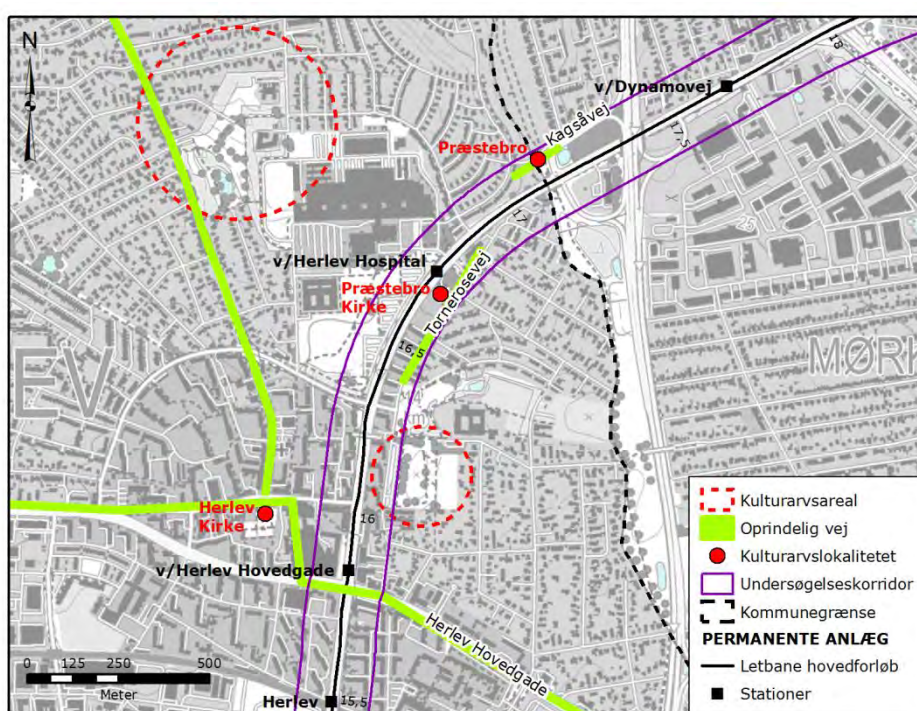 N
v/Dynamovej
18
17,5
Kagsåvej
Præstebro
17
v/Herlev Hospital
Præstebro
Kirke
Tornerosevej
16,5
EV
MØRK
Herlev
Kirke
16
v/Herlev Hovedgade
Herlev Hovedgade
0 125 250 500
Meter
Herlev
15,5
Kulturarvsareal
Oprindelig vej
Kulturarvslokalitetet
Undersøgelseskorridor
Kommunegrænse
PERMANENTE ANLÆG
Letbane hovedforløb
Stationer